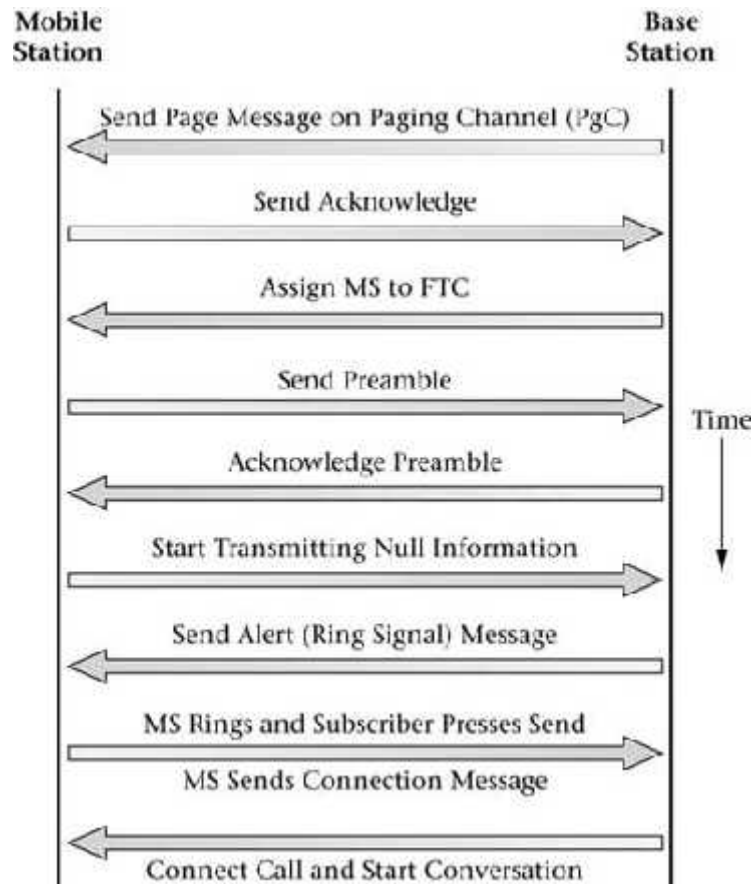 Mobile
Station
Base
Station
Send Page Message on Paging Channel (PgC)
Send Acknowledge
Assign MS to FTC
Send Preamble
Time
Acknowledge Preamble
Start Transmitting Null Information
Send Alert (Ring Signal) Message
MS Rings and Subscriber Presses Send
MS Sends Connection Message
Connect Call and Start Conversation